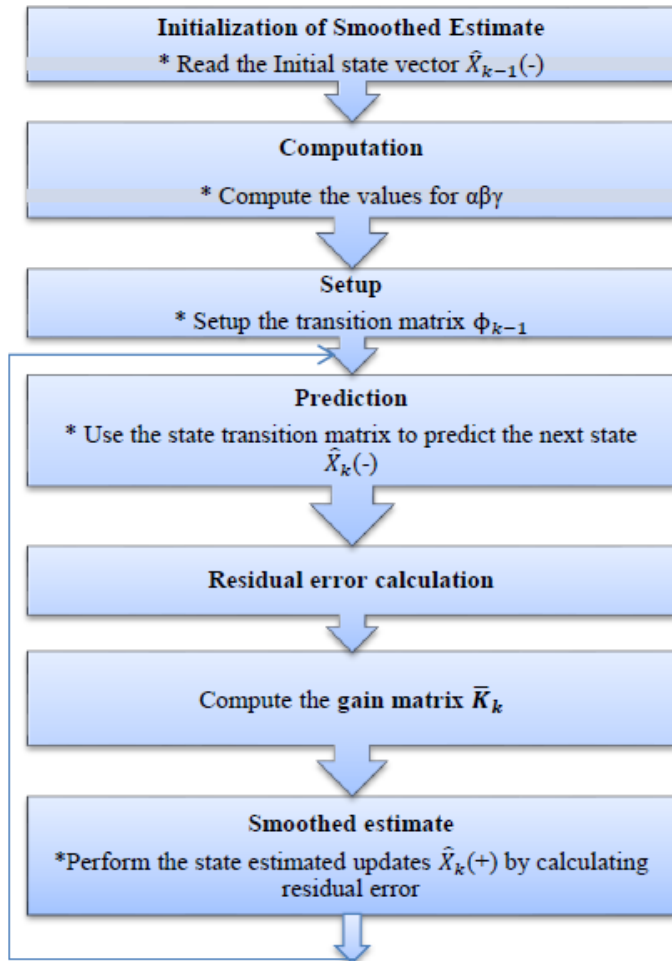 Initialization of Smoothed Estimate
* Read the Initial state vector X̂ₖ₋₁(-)
Computation
* Compute the values for αβγ
Setup
* Setup the transition matrix ϕₖ₋₁
Prediction
* Use the state transition matrix to predict the next state
X̂ₖ(-)
Residual error calculation
Compute the gain matrix K̄ₖ
Smoothed estimate
*Perform the state estimated updates X̂ₖ(+) by calculating
residual error